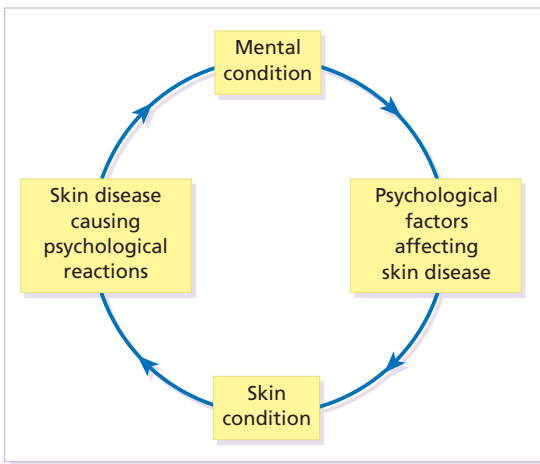 Mental
condition
Psychological
factors
affecting
skin disease
Skin
condition
Skin disease
causing
psychological
reactions